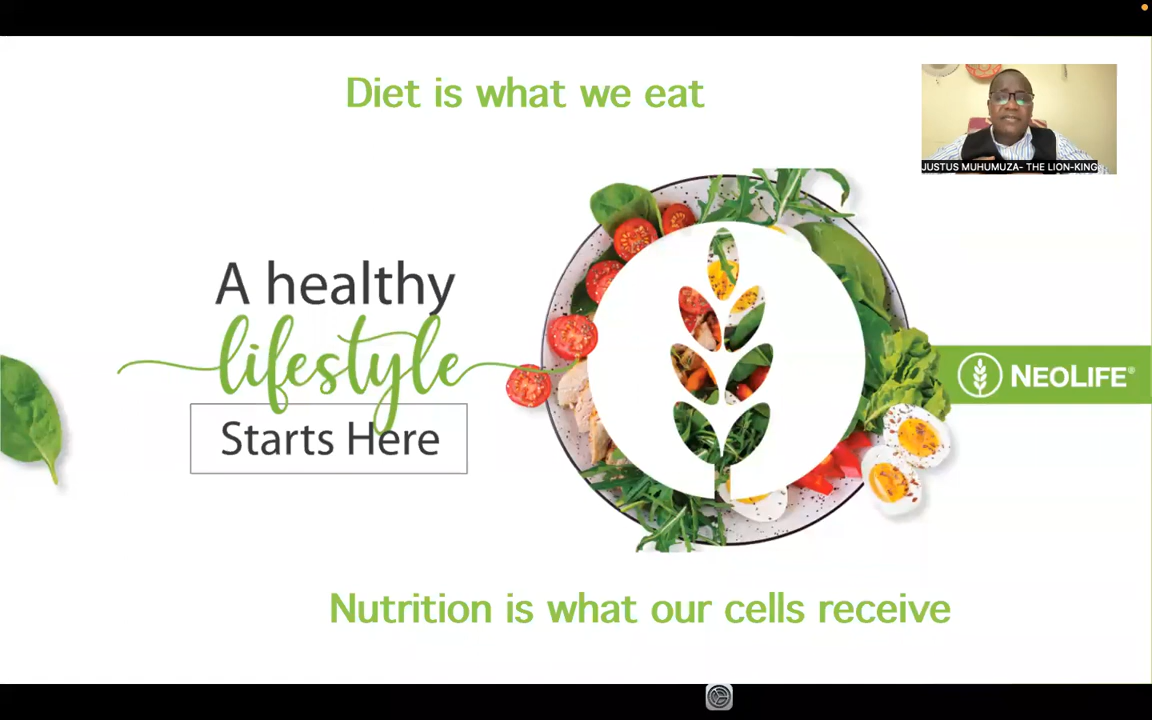 Diet is what we eat
JUSTUS MUHUMUZA- THE LION-KING
A healthy
lifestyle
Starts Here
NEOLIFE®
Nutrition is what our cells receive